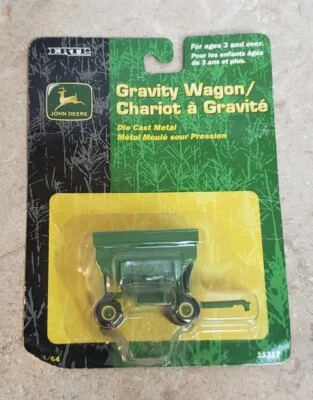 ERTL
For ages 3 and over.
Pour les enfants âgés
de 3 ans et plus.
JOHN DEERE
Gravity Wagon/
Chariot à Gravité
Die Cast Metal
Métal Moulé sour Pression
1/64